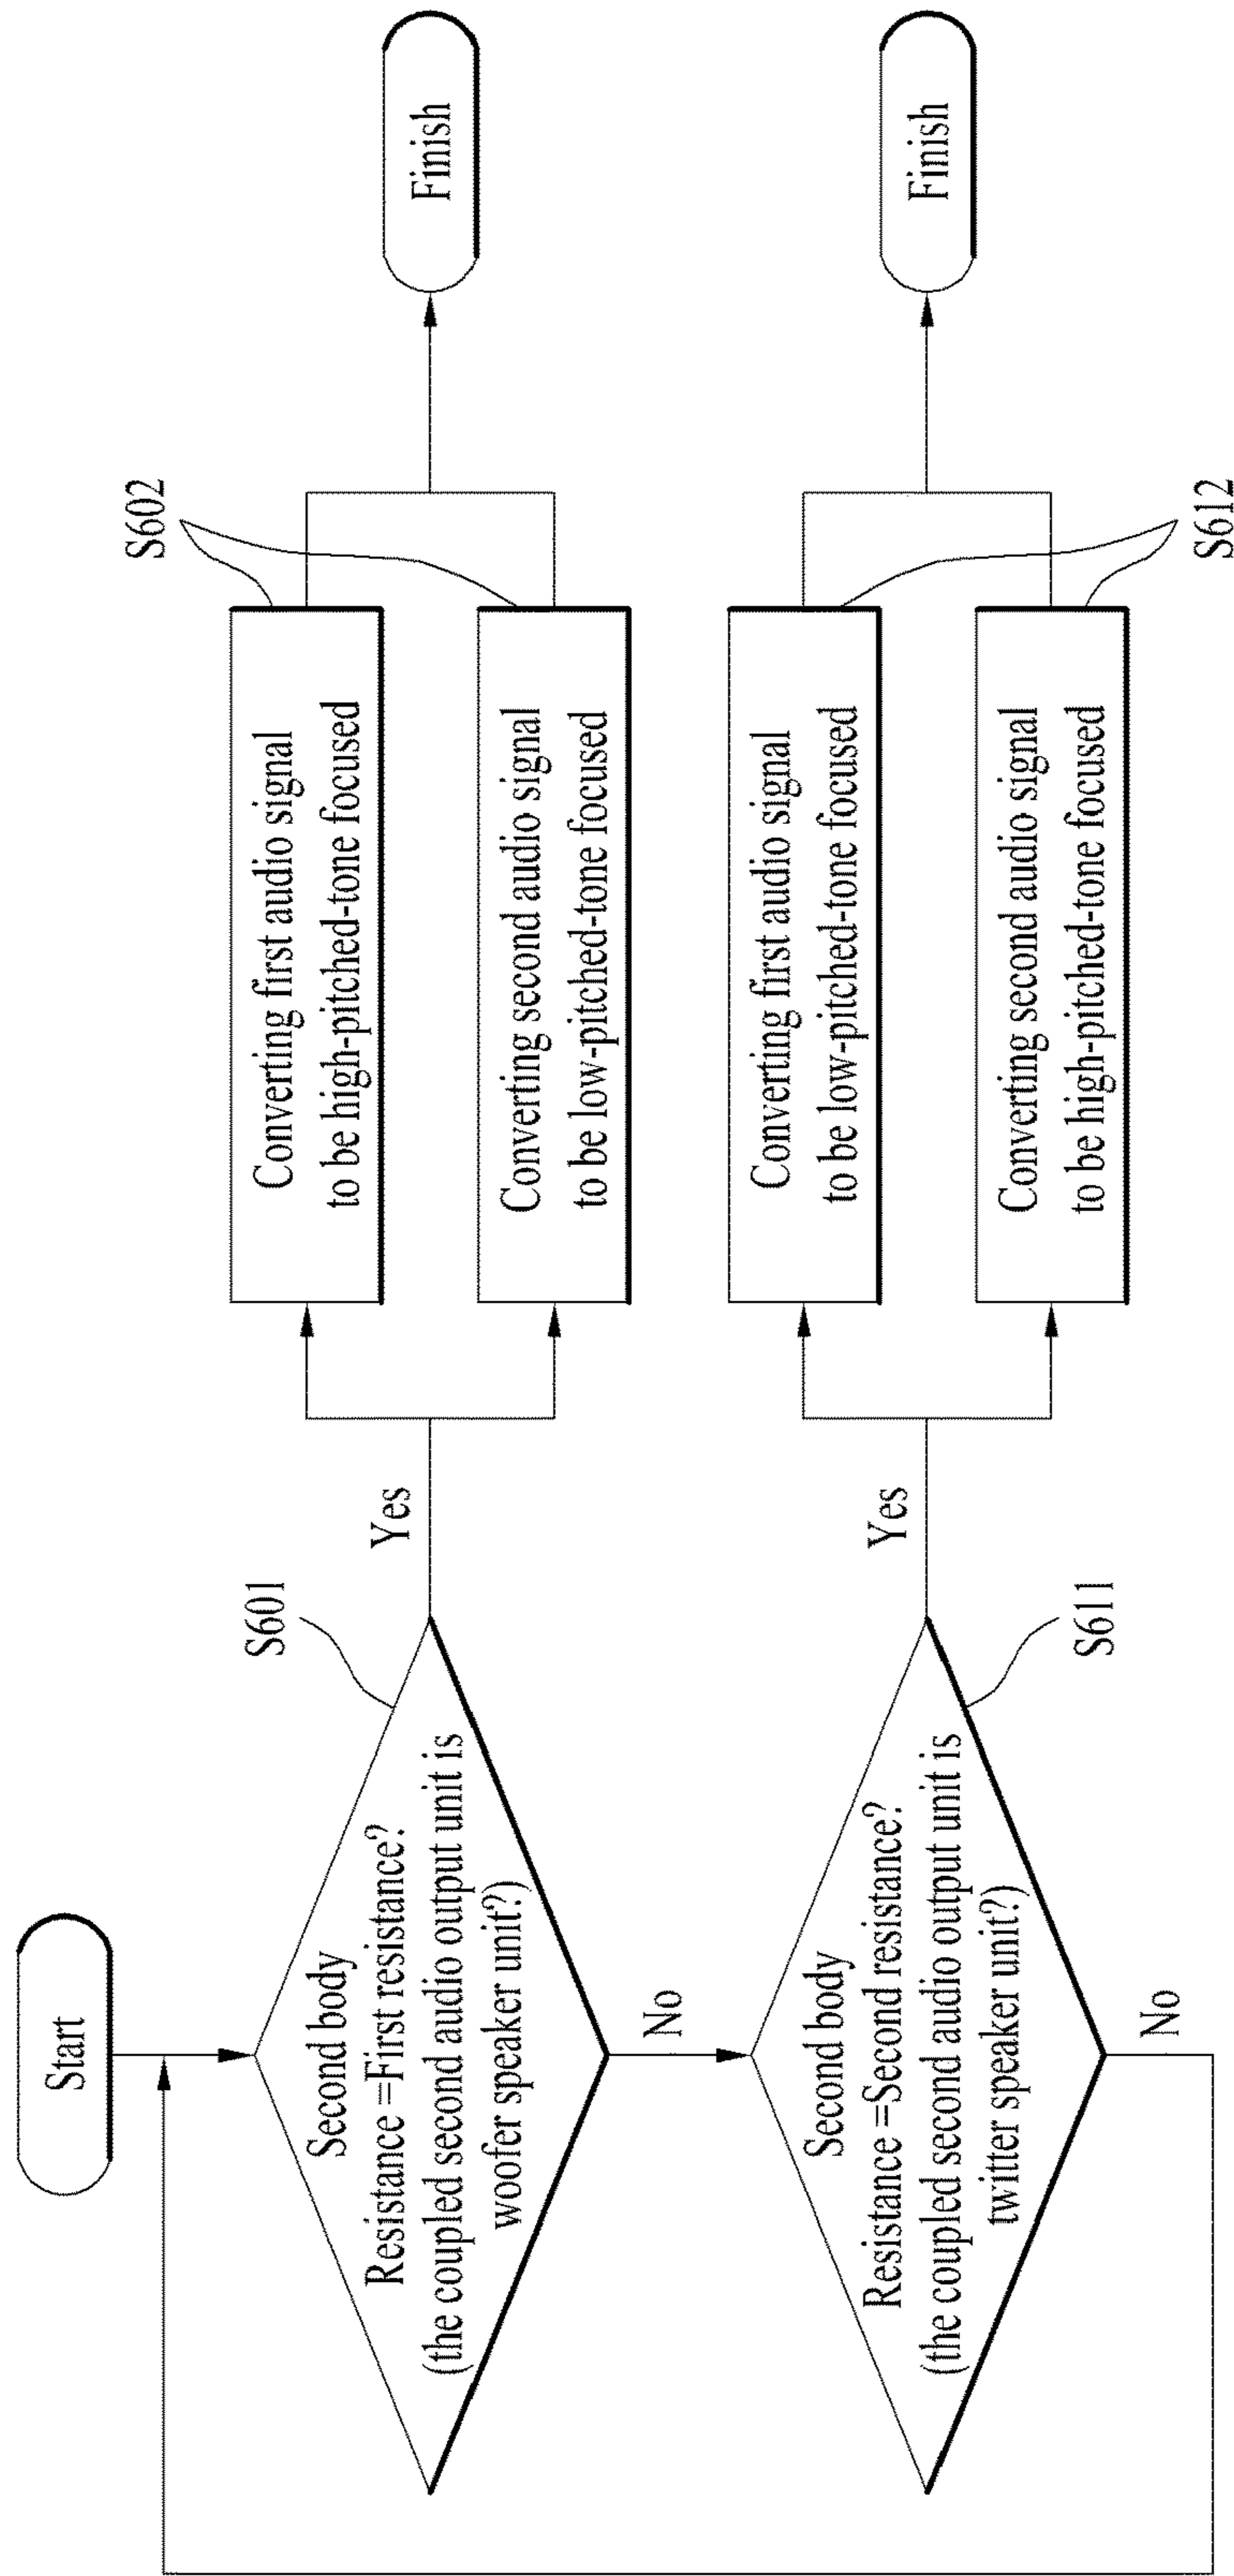 Start
Second body
Resistance =First resistance?
(the coupled second audio output unit is
woofer speaker unit?)
S601
Yes
No
Converting first audio signal
to be high-pitched-tone focused
Converting second audio signal
to be low-pitched-tone focused
S602
Finish
Second body
Resistance =Second resistance?
(the coupled second audio output unit is
twitter speaker unit?)
S611
Yes
No
Converting first audio signal
to be low-pitched-tone focused
Converting second audio signal
to be high-pitched-tone focused
S612
Finish